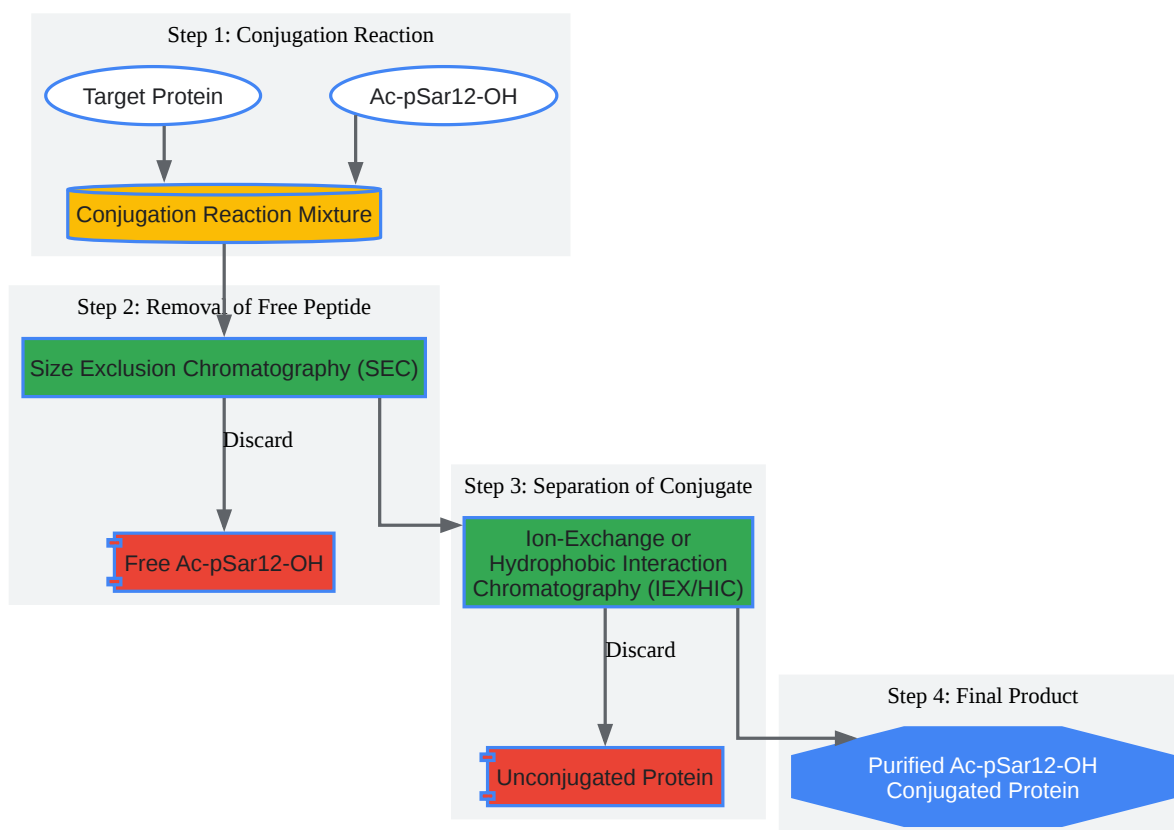 Step 1: Conjugation Reaction
Target Protein
Ac-pSar12-OH
Conjugation Reaction Mixture
Step 2: Removal of Free Peptide
Size Exclusion Chromatography (SEC)
Discard
Free Ac-pSar12-OH
Step 3: Separation of Conjugate
Ion-Exchange or
Hydrophobic Interaction
Chromatography (IEX/HIC)
Discard
Unconjugated Protein
Step 4: Final Product
Purified Ac-pSar12-OH
Conjugated Protein